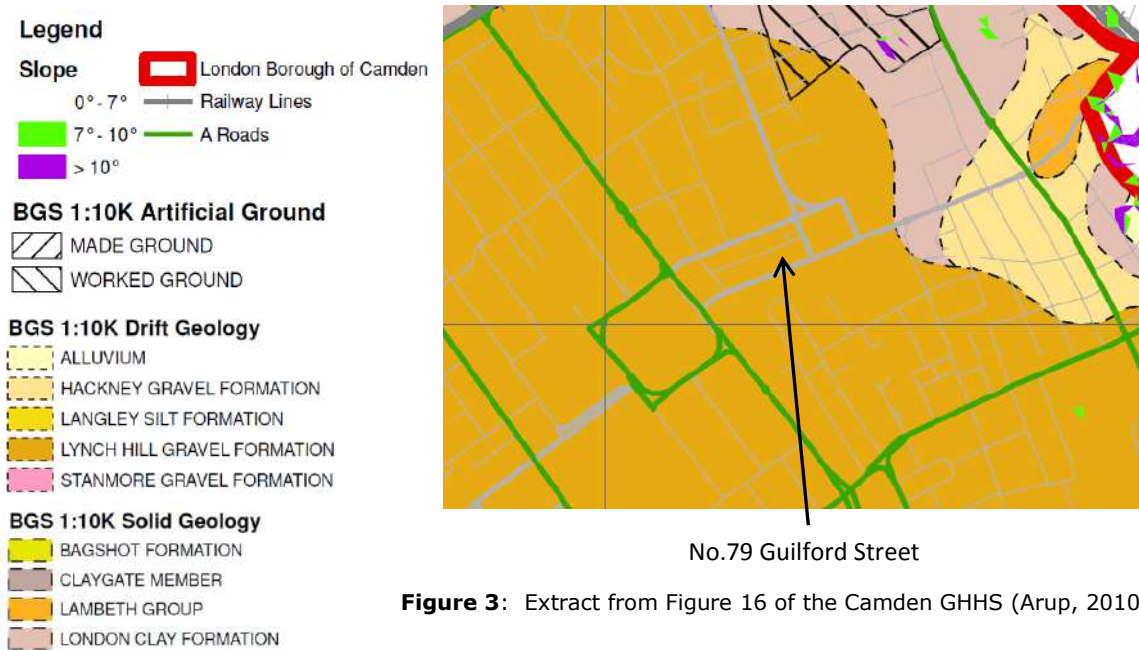 Legend
Slope
London Borough of Camden
0°- 7° Railway Lines
7°- 10° A Roads
> 10°
BGS 1:10K Artificial Ground
MADE GROUND
WORKED GROUND
BGS 1:10K Drift Geology
ALLUVIUM
HACKNEY GRAVEL FORMATION
LANGLEY SILT FORMATION
LYNCH HILL GRAVEL FORMATION
STANMORE GRAVEL FORMATION
BGS 1:10K Solid Geology
BAGSHOT FORMATION
CLAYGATE MEMBER
LAMBETH GROUP
LONDON CLAY FORMATION
No.79 Guilford Street
Figure 3: Extract from Figure 16 of the Camden GHHS (Arup, 2010